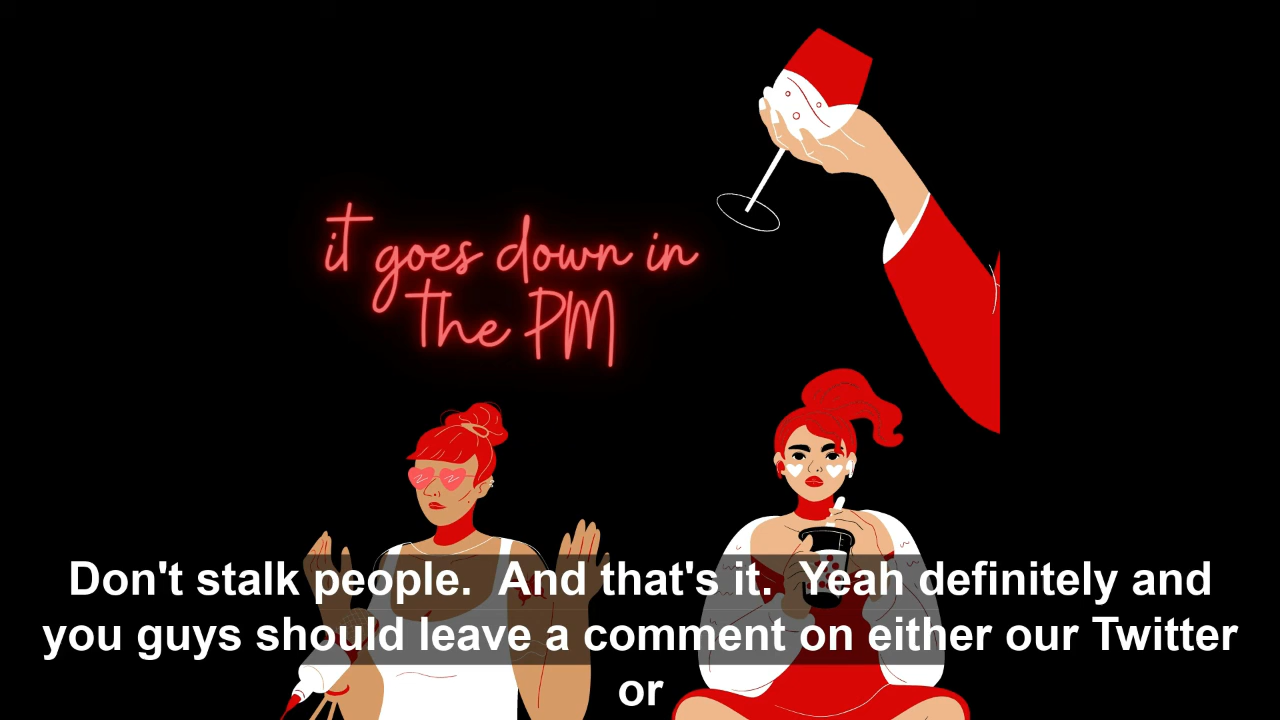 it goes down in
the PM
Don't stalk people. And that's it. Yeah definitely and
you guys should leave a comment on either our Twitter
or